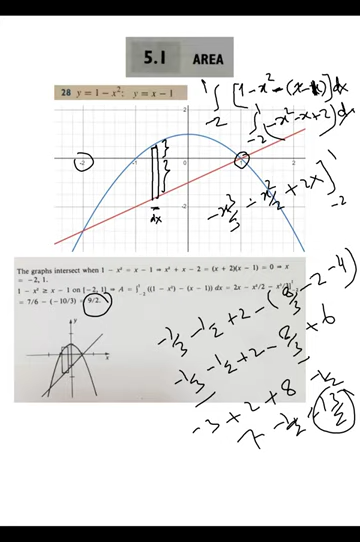 5.1 AREA
28 y = 1 − x²; y = x − 1
∫₋₂¹ [1−x² − (x−1)] dx
∫₋₂¹ −x² − x + 2) dx
−x³/3 − x²/2 + 2x]₋₂¹
dx
The graphs intersect when 1 − x² = x − 1 ⇒ x² + x − 2 = (x + 2)(x − 1) = 0 ⇒ x
= −2, 1.
1 − x² ≥ x − 1 on [−2, 1] ⇒ A = ∫₋₂¹ ((1 − x²) − (x − 1)) dx = 2x − x²/2 − x³/3]₋₂¹
= 7/6 − (−10/3) = 9/2.
−1/3 − 1/2 + 2 − (8/3 − 2 − 4)
−1/3 − 1/2 + 2 − 8/3 + 6
−3 + 2 + 8 − 1/2
7 − 1/2 = 13/2